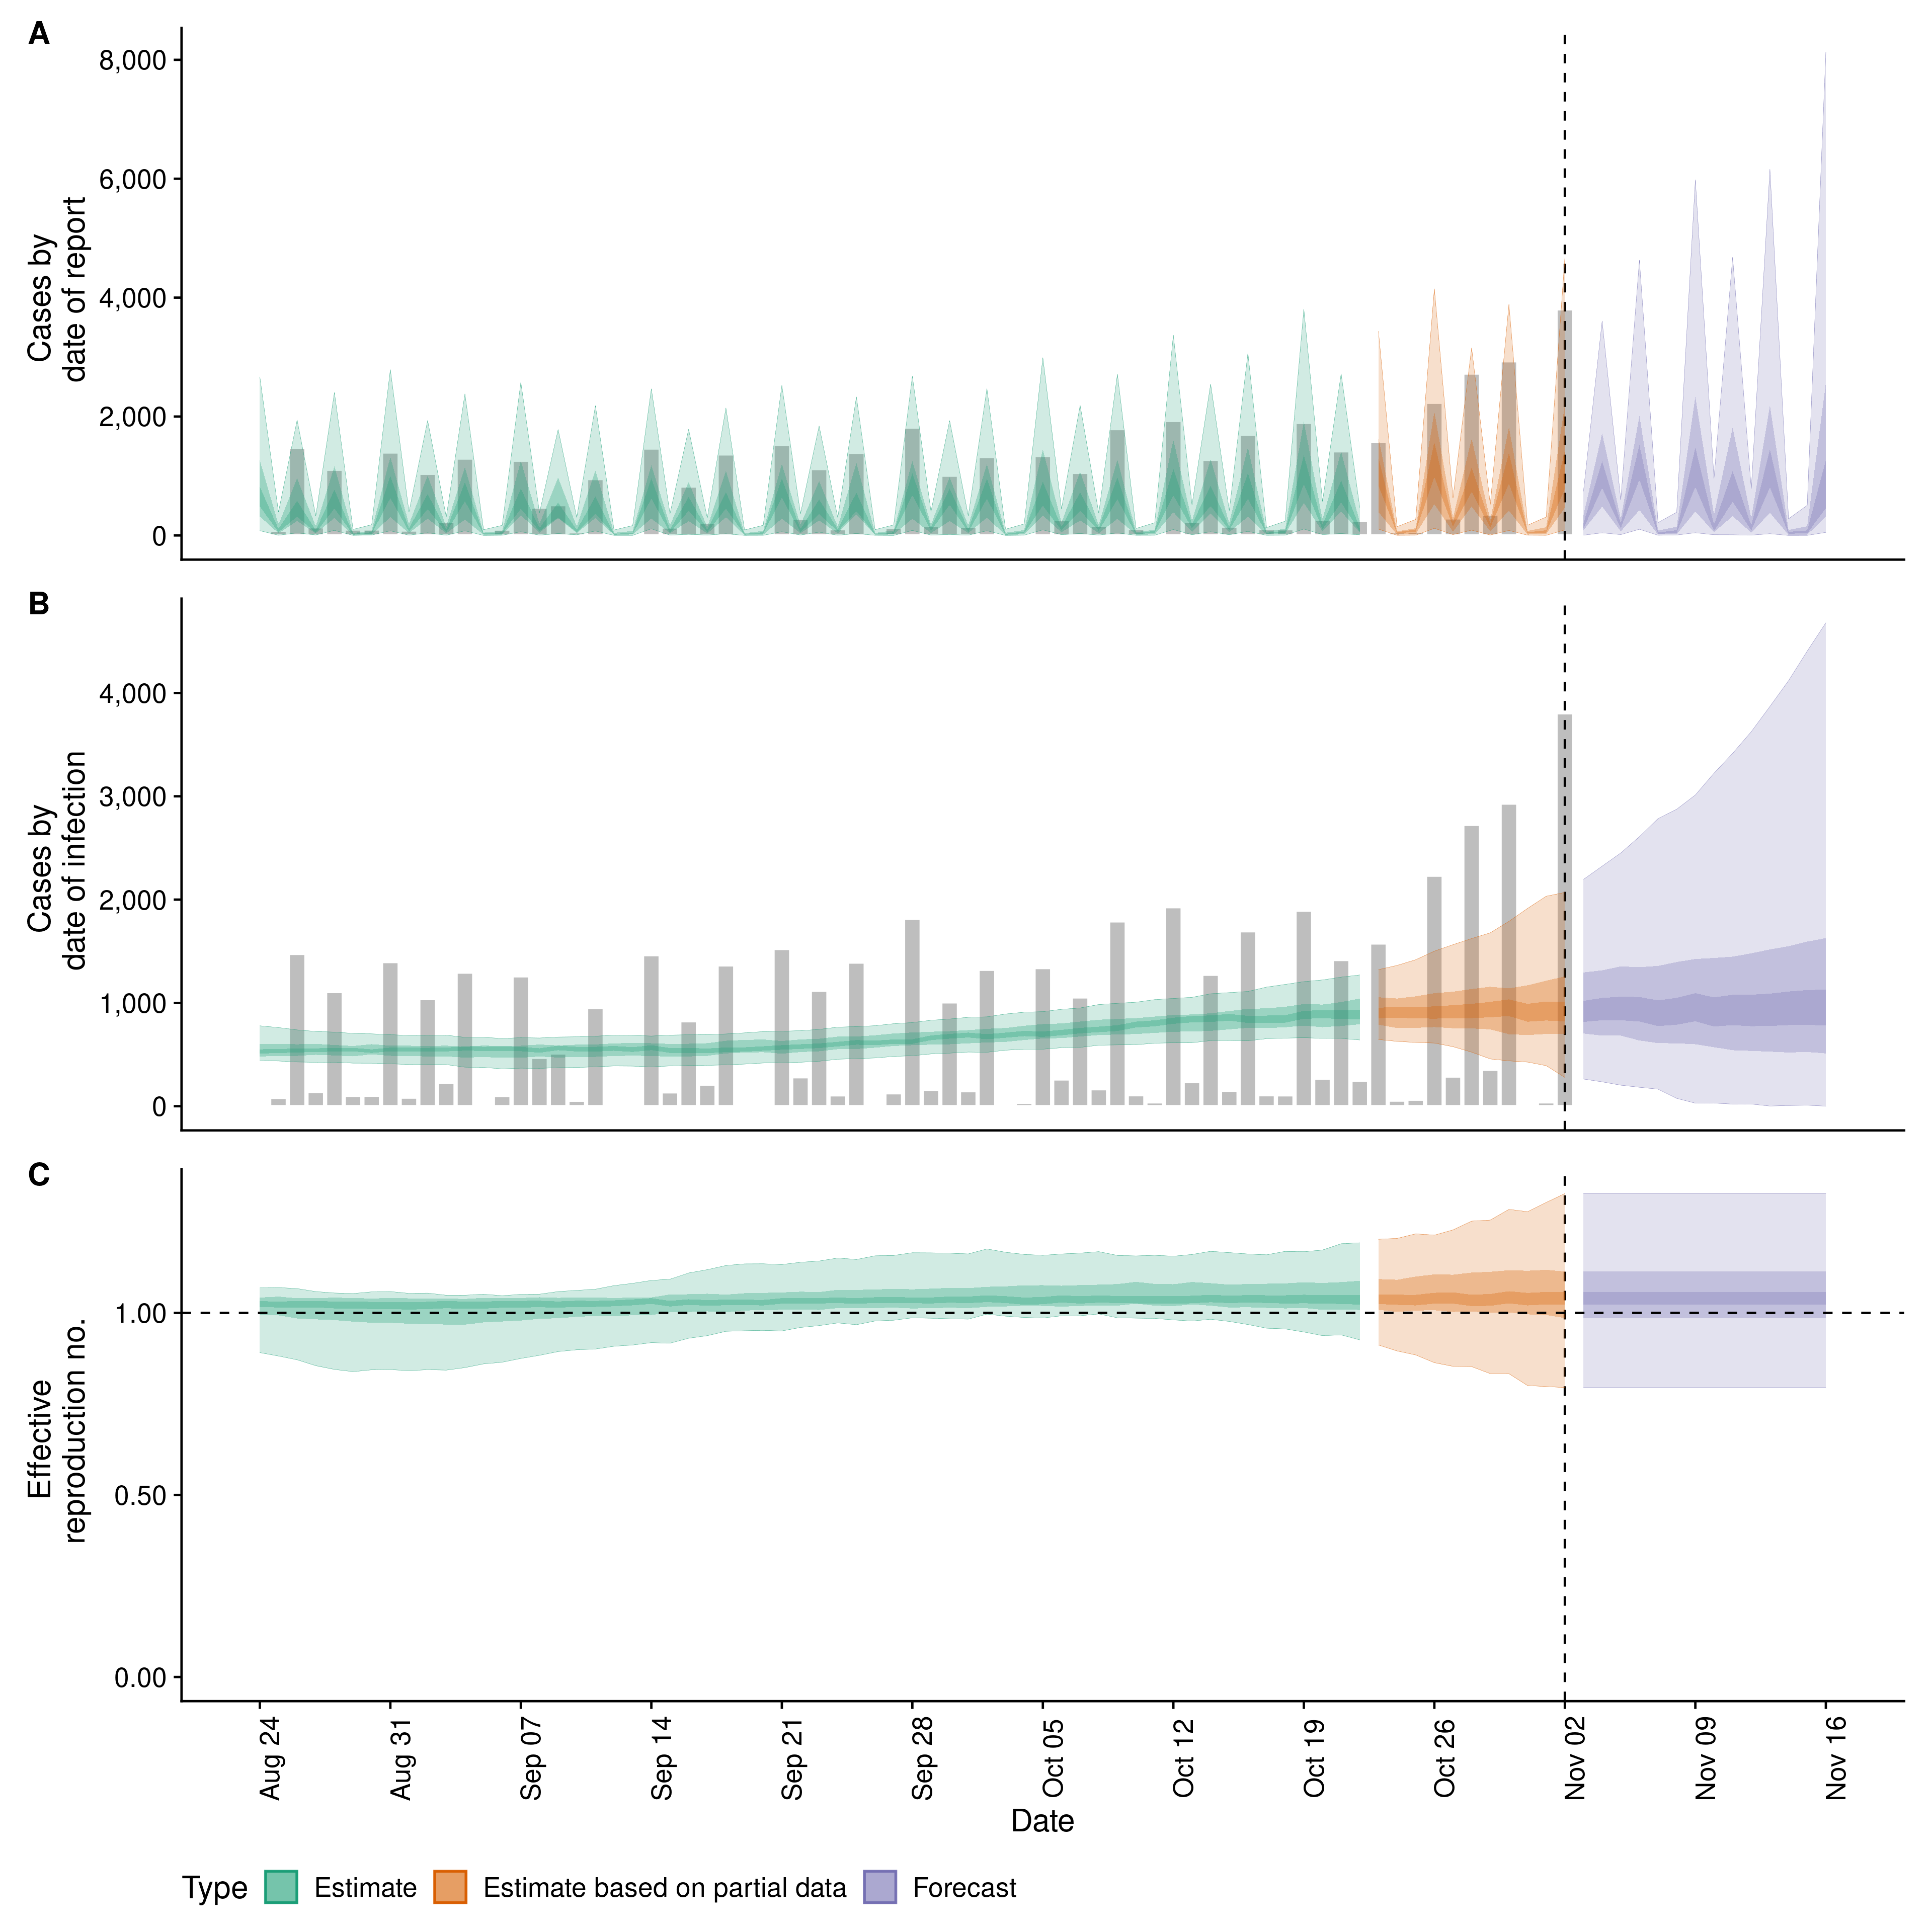 A
8,000
6,000
4,000
2,000
0
Cases by
date of report
B
4,000
3,000
2,000
1,000
0
Cases by
date of infection
C
1.00
0.50
0.00
Effective
reproduction no.
Aug 24
Aug 31
Sep 07
Sep 14
Sep 21
Sep 28
Oct 05
Oct 12
Oct 19
Oct 26
Nov 02
Nov 09
Nov 16
Date
Type Estimate Estimate based on partial data Forecast